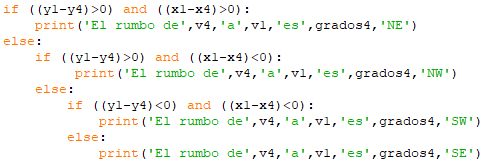 if ((y1-y4)>0) and ((x1-x4)>0):
    print('El rumbo de',v4,'a',v1,'es',grados4,'NE')
else:
    if ((y1-y4)>0) and ((x1-x4)<0):
        print('El rumbo de',v4,'a',v1,'es',grados4,'NW')
    else:
        if ((y1-y4)<0) and ((x1-x4)<0):
            print('El rumbo de',v4,'a',v1,'es',grados4,'SW')
        else:
            print('El rumbo de',v4,'a',v1,'es',grados4,'SE')